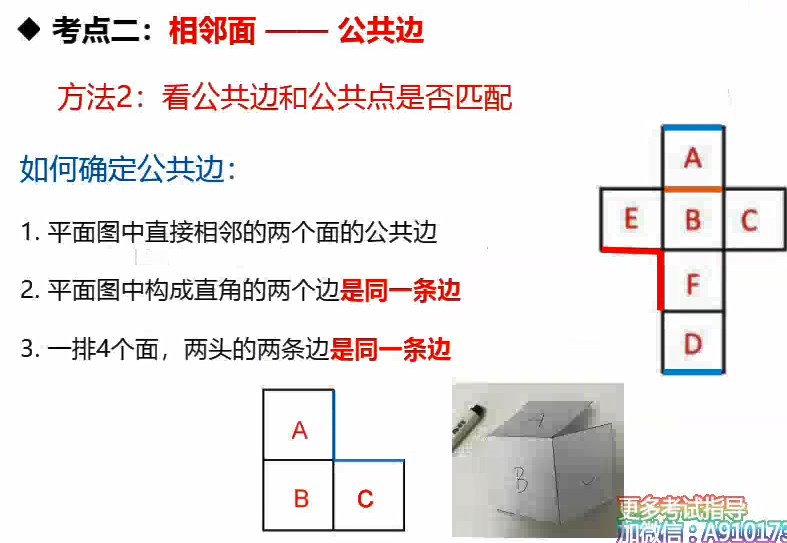 ◆ 考点二：相邻面 —— 公共边
方法2：看公共边和公共点是否匹配
如何确定公共边：
1. 平面图中直接相邻的两个面的公共边
2. 平面图中构成直角的两个边是同一条边
3. 一排4个面，两头的两条边是同一条边
A
E B C
F
D
A
B C
B
更多考试指导
加微信：A910173